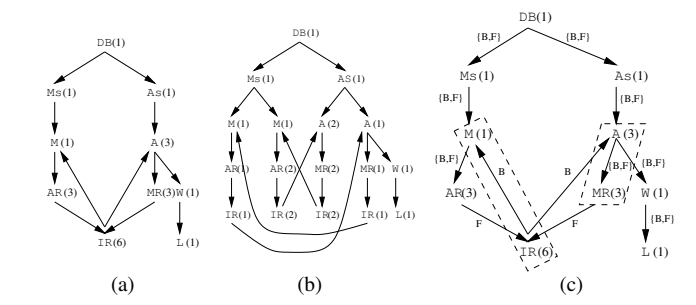 DB(1)
Ms(1) As(1)
M(1) A(3)
AR(3) MR(3) W(1)
IR(6) L(1)
(a)
DB(1)
Ms(1) AS(1)
M(1) M(1) A(2) A(1)
AR(1) AR(2) MR(2) MR(1) W(1)
IR(1) IR(2) IR(2) IR(1) L(1)
(b)
DB(1)
{B,F} {B,F}
Ms(1) As(1)
{B,F} {B,F}
M(1) A(3)
{B,F} B B {B,F} {B,F}
AR(3) MR(3) W(1)
F F {B,F}
IR(6) L(1)
(c)